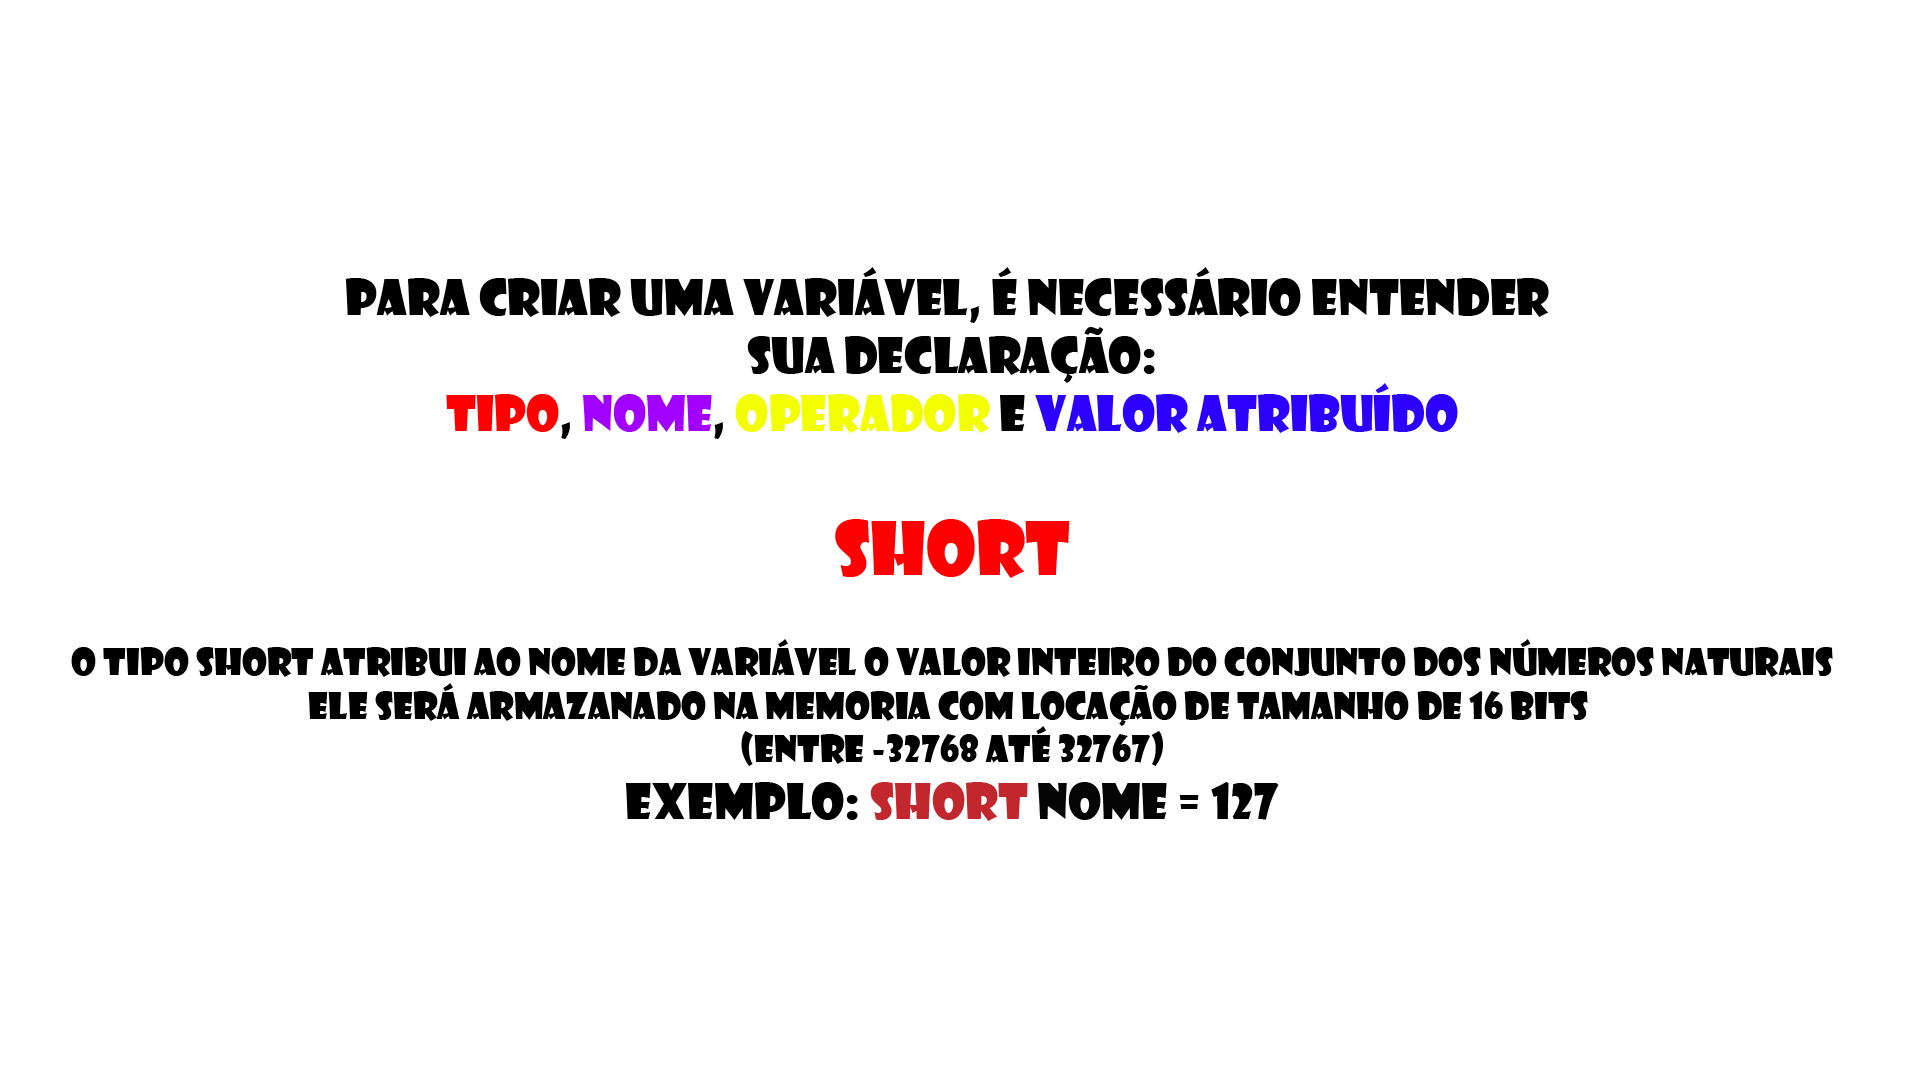 PARA CRIAR UMA VARIÁVEL, É NECESSÁRIO ENTENDER
SUA DECLARAÇÃO:
TIPO, NOME, OPERADOR E VALOR ATRIBUÍDO
SHORT
O TIPO SHORT ATRIBUI AO NOME DA VARIÁVEL O VALOR INTEIRO DO CONJUNTO DOS NÚMEROS NATURAIS
ELE SERÁ ARMAZANADO NA MEMORIA COM LOCAÇÃO DE TAMANHO DE 16 BITS
(ENTRE -32768 ATÉ 32767)
EXEMPLO: SHORT NOME = 127